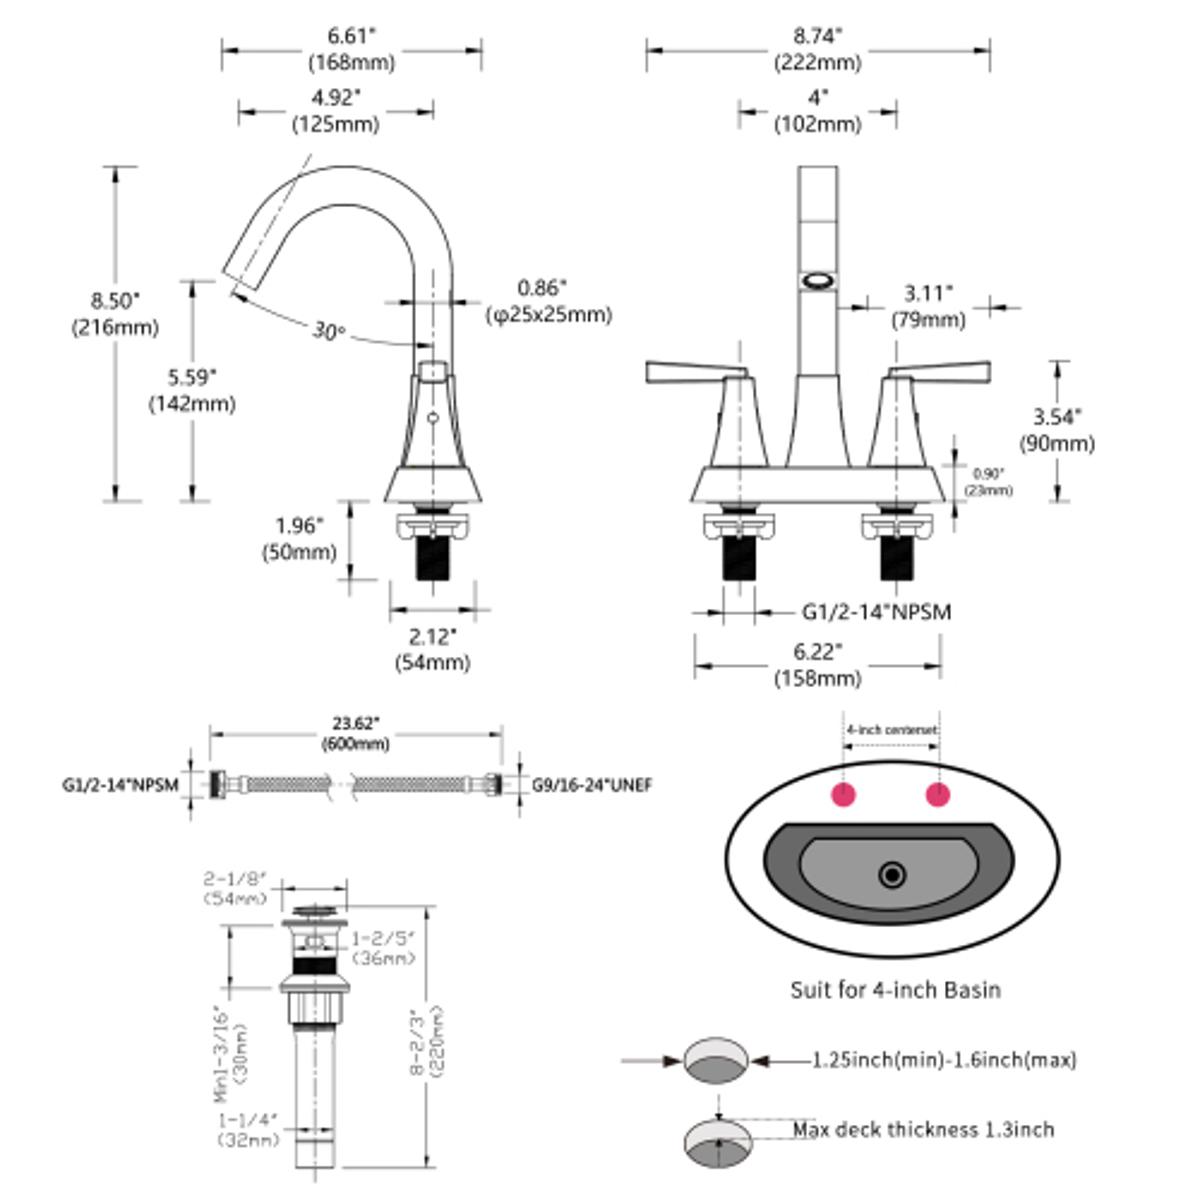 6.61"
(168mm)
4.92"
(125mm)
8.74"
(222mm)
4"
(102mm)
8.50"
(216mm)
5.59"
(142mm)
30°
0.86"
(φ25x25mm)
3.11"
(79mm)
3.54"
(90mm)
0.90"
(23mm)
1.96"
(50mm)
2.12"
(54mm)
G1/2-14"NPSM
6.22"
(158mm)
23.62"
(600mm)
G1/2-14"NPSM
G9/16-24"UNEF
4-inch centerset
Suit for 4-inch Basin
2-1/8"
(54mm)
1-2/5"
(36mm)
Min1-3/16"
(30mm)
8-2/3"
(220mm)
1-1/4"
(32mm)
1.25inch(min)-1.6inch(max)
Max deck thickness 1.3inch